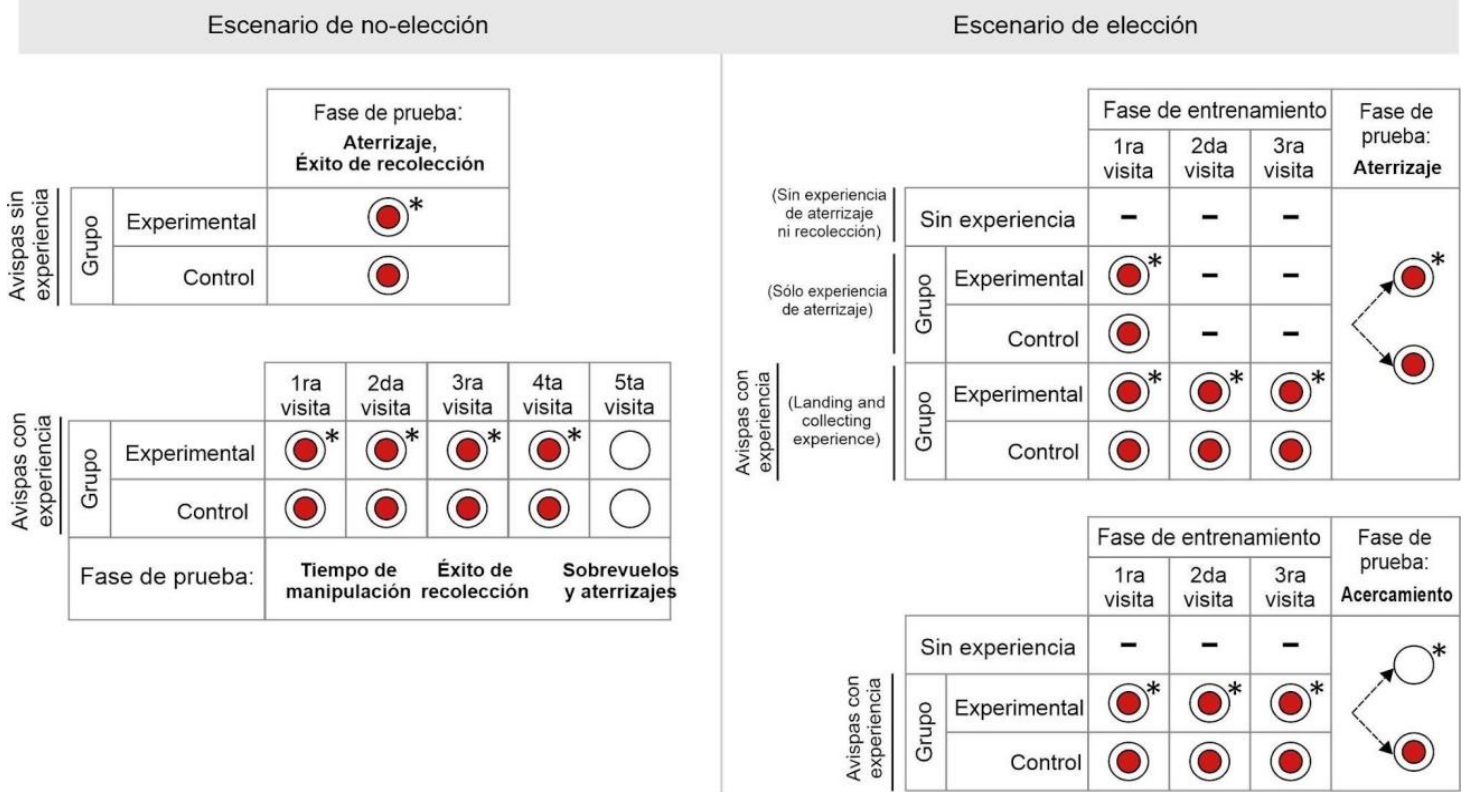 Escenario de no-elección
Fase de prueba:
Aterrizaje,
Éxito de recolección
Avispas sin
experiencia
Grupo
Experimental
*
Control
1ra
visita
2da
visita
3ra
visita
4ta
visita
5ta
visita
Avispas con
experiencia
Grupo
Experimental
* * * *
Control
Fase de prueba:
Tiempo de
manipulación
Éxito de
recolección
Sobrevuelos
y aterrizajes
Escenario de elección
Fase de entrenamiento
Fase de
prueba:
Aterrizaje
1ra
visita
2da
visita
3ra
visita
(Sin experiencia
de aterrizaje
ni recolección)
Sin experiencia
- - -
(Sólo experiencia
de aterrizaje)
Grupo
Experimental
* - -
Control
- -
*
Avispas con
experiencia
(Landing and
collecting
experience)
Grupo
Experimental
* * *
Control
Fase de entrenamiento
Fase de
prueba:
Acercamiento
1ra
visita
2da
visita
3ra
visita
Sin experiencia
- - -
*
Avispas con
experiencia
Grupo
Experimental
* * *
Control